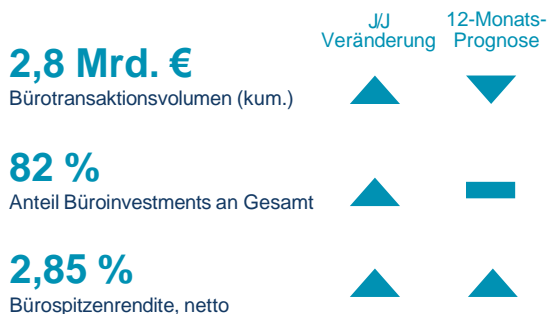 J/J 12-Monats-
Veränderung Prognose
2,8 Mrd. €
Bürotransaktionsvolumen (kum.)
82 %
Anteil Büroinvestments an Gesamt
2,85 %
Bürospitzenrendite, netto